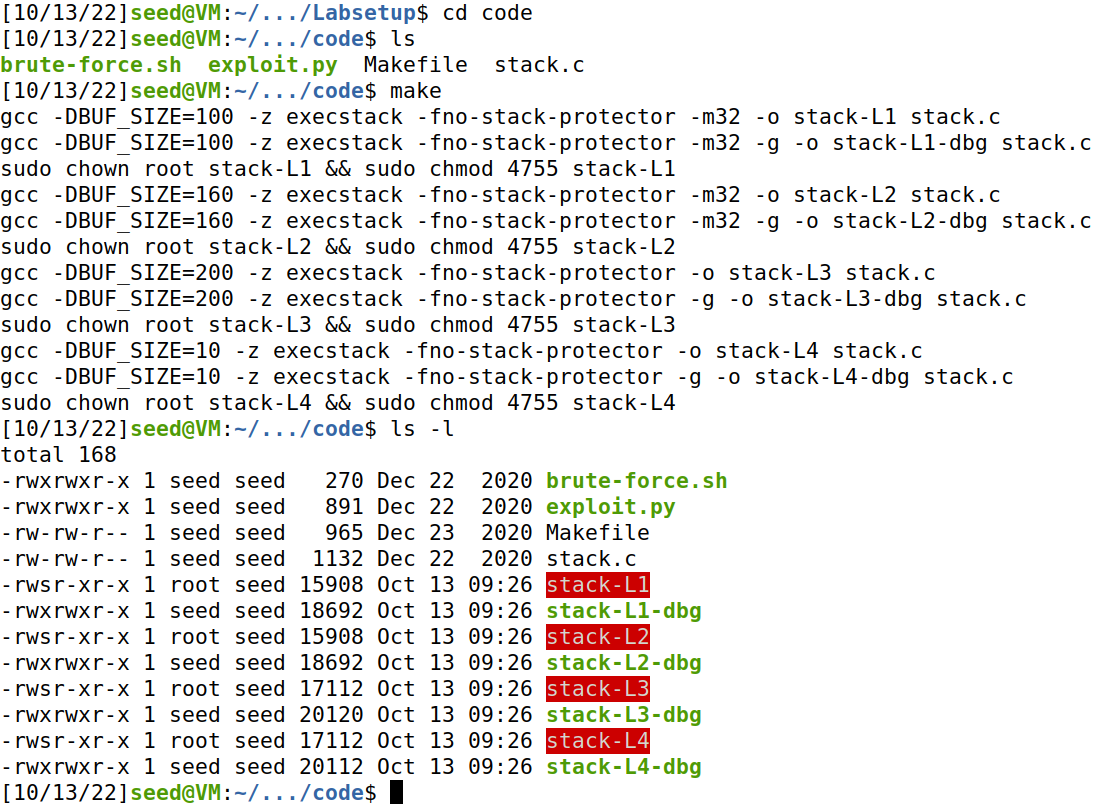 [10/13/22]seed@VM:~/.../Labsetup$ cd code
[10/13/22]seed@VM:~/.../code$ ls
brute-force.sh  exploit.py  Makefile  stack.c
[10/13/22]seed@VM:~/.../code$ make
gcc -DBUF_SIZE=100 -z execstack -fno-stack-protector -m32 -o stack-L1 stack.c
gcc -DBUF_SIZE=100 -z execstack -fno-stack-protector -m32 -g -o stack-L1-dbg stack.c
sudo chown root stack-L1 && sudo chmod 4755 stack-L1
gcc -DBUF_SIZE=160 -z execstack -fno-stack-protector -m32 -o stack-L2 stack.c
gcc -DBUF_SIZE=160 -z execstack -fno-stack-protector -m32 -g -o stack-L2-dbg stack.c
sudo chown root stack-L2 && sudo chmod 4755 stack-L2
gcc -DBUF_SIZE=200 -z execstack -fno-stack-protector -o stack-L3 stack.c
gcc -DBUF_SIZE=200 -z execstack -fno-stack-protector -g -o stack-L3-dbg stack.c
sudo chown root stack-L3 && sudo chmod 4755 stack-L3
gcc -DBUF_SIZE=10 -z execstack -fno-stack-protector -o stack-L4 stack.c
gcc -DBUF_SIZE=10 -z execstack -fno-stack-protector -g -o stack-L4-dbg stack.c
sudo chown root stack-L4 && sudo chmod 4755 stack-L4
[10/13/22]seed@VM:~/.../code$ ls -l
total 168
-rwxrwxr-x 1 seed seed   270 Dec 22  2020 brute-force.sh
-rwxrwxr-x 1 seed seed   891 Dec 22  2020 exploit.py
-rw-rw-r-- 1 seed seed   965 Dec 23  2020 Makefile
-rw-rw-r-- 1 seed seed  1132 Dec 22  2020 stack.c
-rwsr-xr-x 1 root seed 15908 Oct 13 09:26 stack-L1
-rwxrwxr-x 1 seed seed 18692 Oct 13 09:26 stack-L1-dbg
-rwsr-xr-x 1 root seed 15908 Oct 13 09:26 stack-L2
-rwxrwxr-x 1 seed seed 18692 Oct 13 09:26 stack-L2-dbg
-rwsr-xr-x 1 root seed 17112 Oct 13 09:26 stack-L3
-rwxrwxr-x 1 seed seed 20120 Oct 13 09:26 stack-L3-dbg
-rwsr-xr-x 1 root seed 17112 Oct 13 09:26 stack-L4
-rwxrwxr-x 1 seed seed 20112 Oct 13 09:26 stack-L4-dbg
[10/13/22]seed@VM:~/.../code$